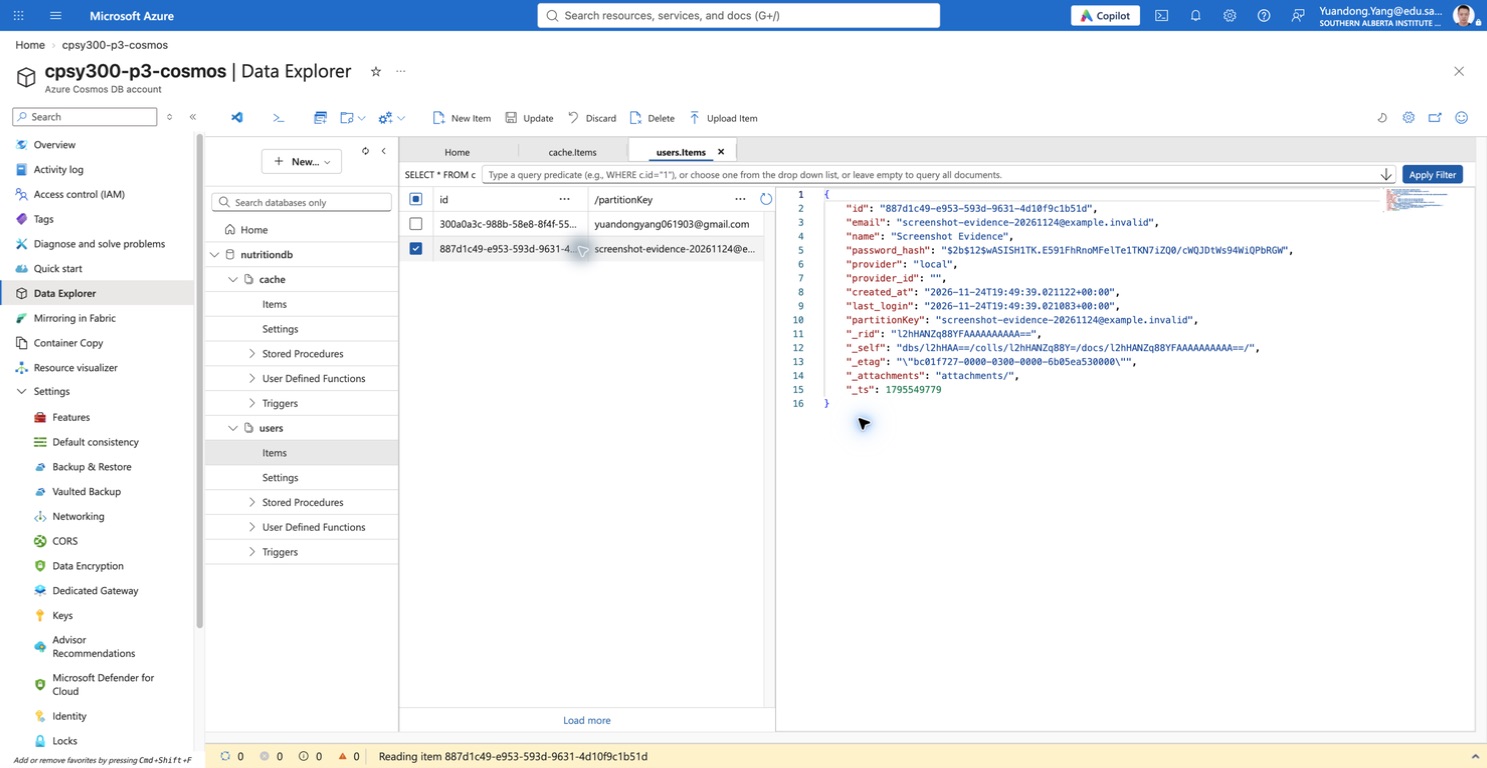 Microsoft Azure
Search resources, services, and docs (G+/)
Copilot
Yuandong.Yang@edu.sa...
SOUTHERN ALBERTA INSTITUTE ...
Home > cpsy300-p3-cosmos
cpsy300-p3-cosmos | Data Explorer
Azure Cosmos DB account
Search
Overview
Activity log
Access control (IAM)
Tags
Diagnose and solve problems
Quick start
Data Explorer
Mirroring in Fabric
Container Copy
Resource visualizer
Settings
Features
Default consistency
Backup & Restore
Vaulted Backup
Networking
CORS
Data Encryption
Dedicated Gateway
Keys
Advisor
Recommendations
Microsoft Defender for
Cloud
Identity
Locks
Add or remove favorites by pressing Cmd+Shift+F
New Item Update Discard Delete Upload Item
+ New...
Search databases only
Home
nutritiondb
cache
Items
Settings
Stored Procedures
User Defined Functions
Triggers
users
Items
Settings
Stored Procedures
User Defined Functions
Triggers
Home cache.Items users.Items
SELECT * FROM c Type a query predicate (e.g., WHERE c.id="1"), or choose one from the drop down list, or leave empty to query all documents. Apply Filter
id ... /partitionKey ...
300a0a3c-988b-58e8-8f4f-55... yuandongyang061903@gmail.com
887d1c49-e953-593d-9631-4... screenshot-evidence-20261124@e...
Load more
1 {
2 "id": "887d1c49-e953-593d-9631-4d10f9c1b51d",
3 "email": "screenshot-evidence-20261124@example.invalid",
4 "name": "Screenshot Evidence",
5 "password_hash": "$2b$12$wASISH1TK.E591FhRnoMFelTe1TKN7iZQ0/cWQJDtWs94WiQPbRGW",
6 "provider": "local",
7 "provider_id": "",
8 "created_at": "2026-11-24T19:49:39.021122+00:00",
9 "last_login": "2026-11-24T19:49:39.021083+00:00",
10 "partitionKey": "screenshot-evidence-20261124@example.invalid",
11 "_rid": "l2hHANZq88YFAAAAAAAAAA==",
12 "_self": "dbs/l2hHAA==/colls/l2hHANZq88Y=/docs/l2hHANZq88YFAAAAAAAAAA==/",
13 "_etag": "\"bc01f727-0000-0300-0000-6b05ea530000\"",
14 "_attachments": "attachments/",
15 "_ts": 1795549779
16 }
0 0 0 0 Reading item 887d1c49-e953-593d-9631-4d10f9c1b51d